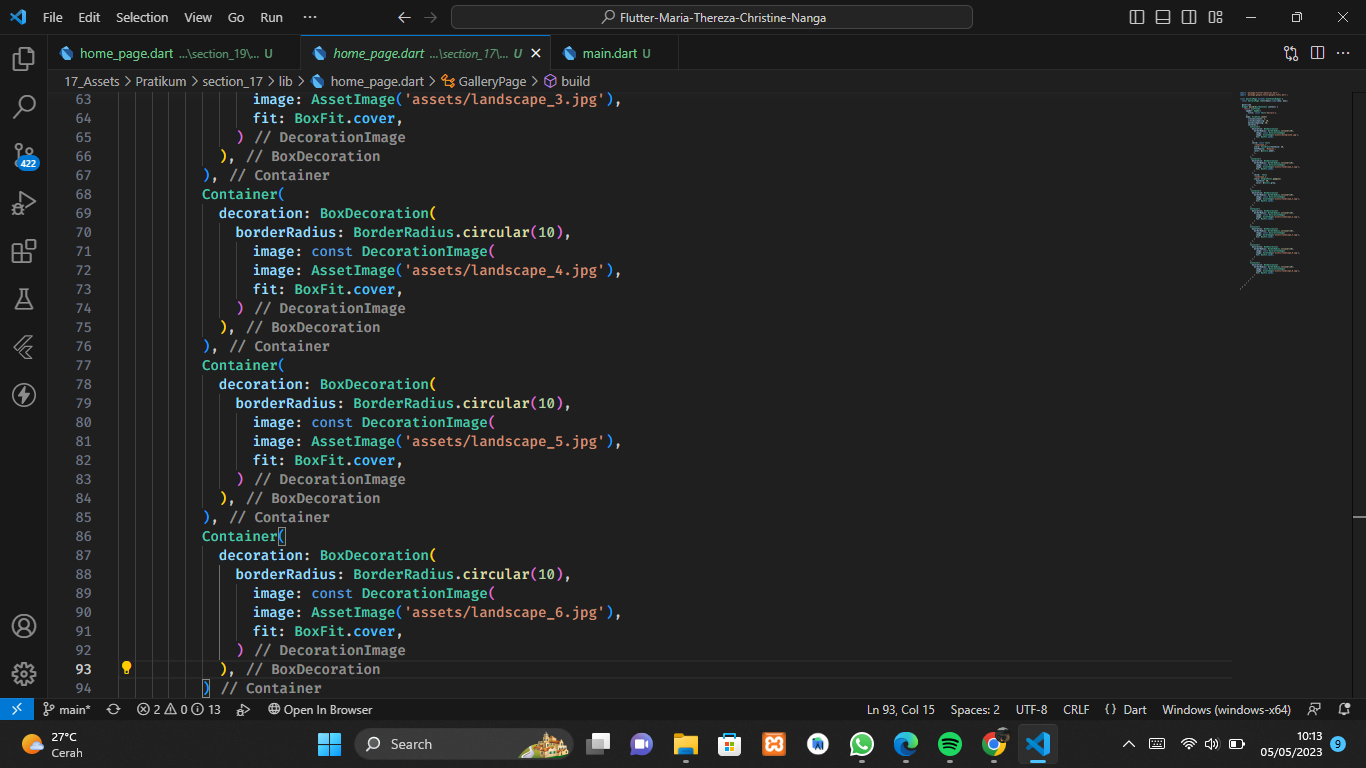 File Edit Selection View Go Run ··· Flutter-Maria-Thereza-Christine-Nanga
home_page.dart ...\section_19\... U home_page.dart ...\section_17\... U main.dart U
17_Assets > Pratikum > section_17 > lib > home_page.dart > GalleryPage > build
63 image: AssetImage('assets/landscape_3.jpg'),
64 fit: BoxFit.cover,
65 ) // DecorationImage
66 ), // BoxDecoration
67 ), // Container
68 Container(
69 decoration: BoxDecoration(
70 borderRadius: BorderRadius.circular(10),
71 image: const DecorationImage(
72 image: AssetImage('assets/landscape_4.jpg'),
73 fit: BoxFit.cover,
74 ) // DecorationImage
75 ), // BoxDecoration
76 ), // Container
77 Container(
78 decoration: BoxDecoration(
79 borderRadius: BorderRadius.circular(10),
80 image: const DecorationImage(
81 image: AssetImage('assets/landscape_5.jpg'),
82 fit: BoxFit.cover,
83 ) // DecorationImage
84 ), // BoxDecoration
85 ), // Container
86 Container(
87 decoration: BoxDecoration(
88 borderRadius: BorderRadius.circular(10),
89 image: const DecorationImage(
90 image: AssetImage('assets/landscape_6.jpg'),
91 fit: BoxFit.cover,
92 ) // DecorationImage
93 ), // BoxDecoration
94 ) // Container
422
main* 2 0 13 Open In Browser Ln 93, Col 15 Spaces: 2 UTF-8 CRLF {} Dart Windows (windows-x64)
27°C
Cerah
Search
10:13
05/05/2023
9